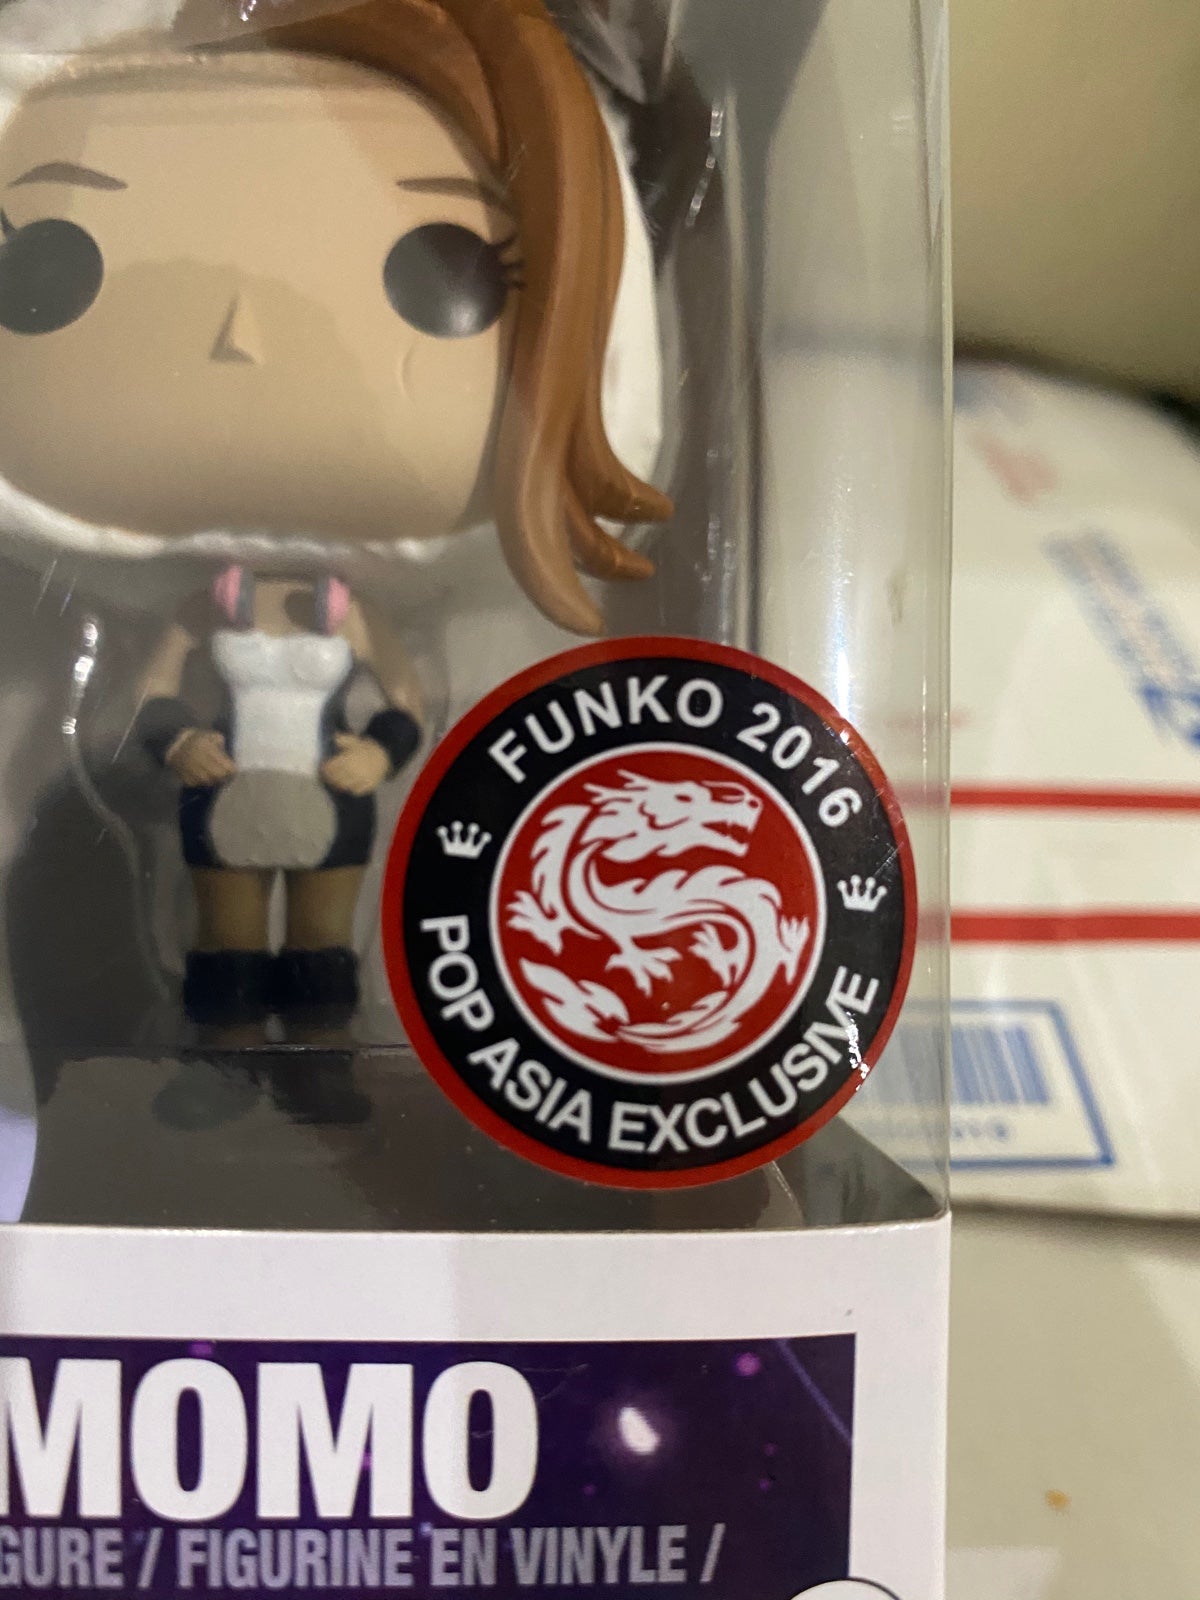 FUNKO 2016
POP ASIA EXCLUSIVE
MOMO
GURE / FIGURINE EN VINYLE /